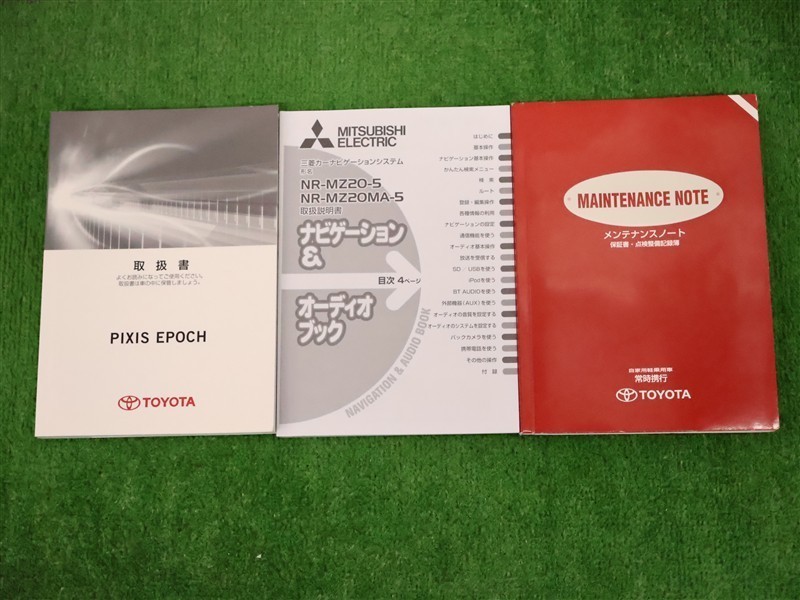 取扱書
よくお読みになってご使用ください。
取扱書は車の中に保管しましょう。
PIXIS EPOCH
TOYOTA
MITSUBISHI
ELECTRIC
三菱カーナビゲーションシステム
形名
NR-MZ20-5
NR-MZ20MA-5
取扱説明書
ナビゲーション
&
目次 4ページ
オーディオ
ブック
NAVIGATION & AUDIO BOOK
はじめに
基本操作
ナビゲーション基本操作
かんたん検索メニュー
検 索
ルート
登録・編集操作
各種情報の利用
ナビゲーションの設定
通信機能を使う
オーディオ基本操作
放送を受信する
SD/USBを使う
iPodを使う
BT AUDIOを使う
外部機器(AUX)を使う
オーディオの音質を設定する
オーディオのシステムを設定する
バックカメラを使う
携帯電話を使う
その他の操作
付 録
MAINTENANCE NOTE
メンテナンスノート
保証書・点検整備記録簿
自家用軽乗用車
常時携行
TOYOTA